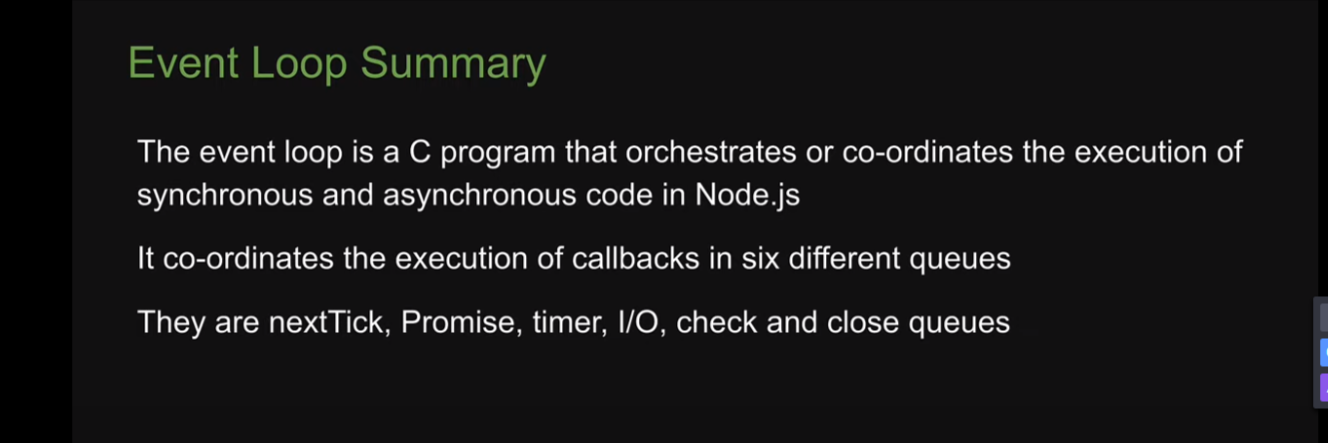 Event Loop Summary
The event loop is a C program that orchestrates or co-ordinates the execution of
synchronous and asynchronous code in Node.js
It co-ordinates the execution of callbacks in six different queues
They are nextTick, Promise, timer, I/O, check and close queues